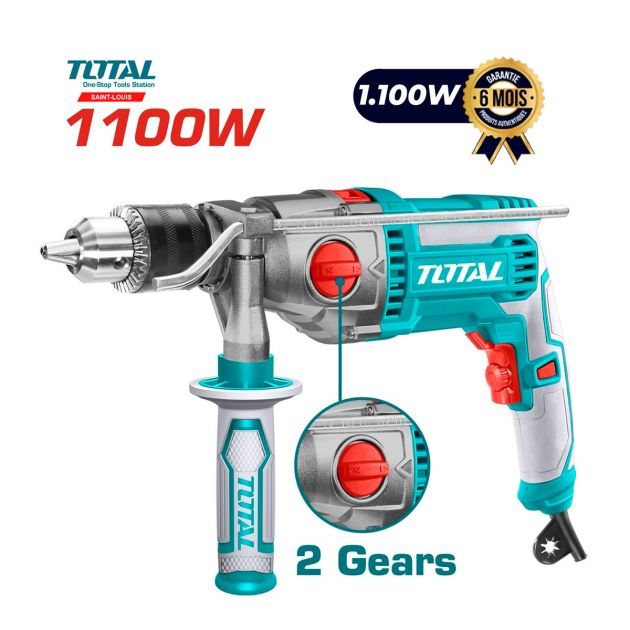 TOTAL
One-Stop Tools Station
SAINT-LOUIS
1100W
1.100W
GARANTIE
6 MOIS
PRODUITS AUTHENTIQUES
TOTAL
TOTAL
2 Gears